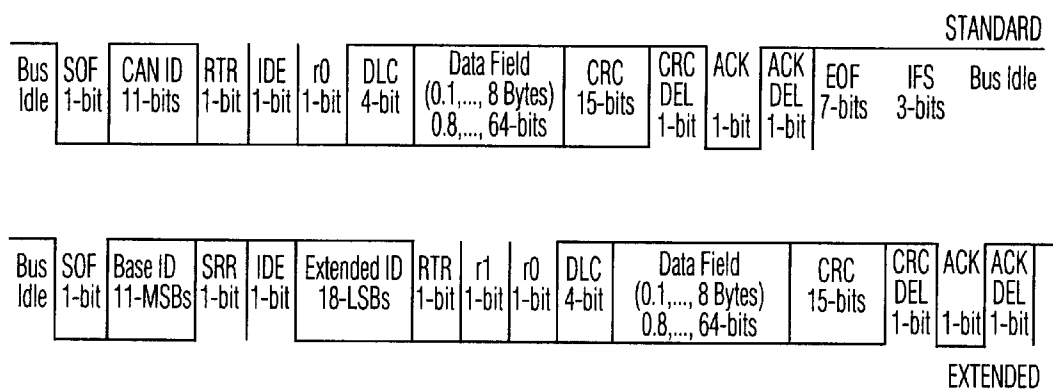 STANDARD
Bus Idle
SOF 1-bit
CAN ID 11-bits
RTR 1-bit
IDE 1-bit
r0 1-bit
DLC 4-bit
Data Field (0.1,..., 8 Bytes) 0.8,..., 64-bits
CRC 15-bits
CRC DEL 1-bit
ACK 1-bit
ACK DEL 1-bit
EOF 7-bits
IFS 3-bits
Bus Idle
Bus Idle
SOF 1-bit
Base ID 11-MSBs
SRR 1-bit
IDE 1-bit
Extended ID 18-LSBs
RTR 1-bit
r1 1-bit
r0 1-bit
DLC 4-bit
Data Field (0.1,..., 8 Bytes) 0.8,..., 64-bits
CRC 15-bits
CRC DEL 1-bit
ACK 1-bit
ACK DEL 1-bit
EXTENDED